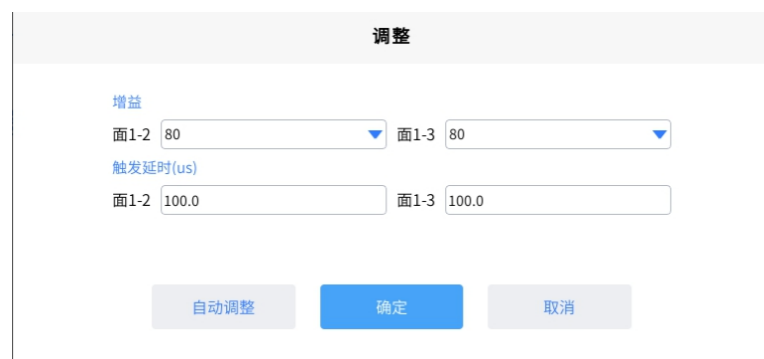 调整
增益
面1-2 80 面1-3 80
触发延时(us)
面1-2 100.0 面1-3 100.0
自动调整 确定 取消